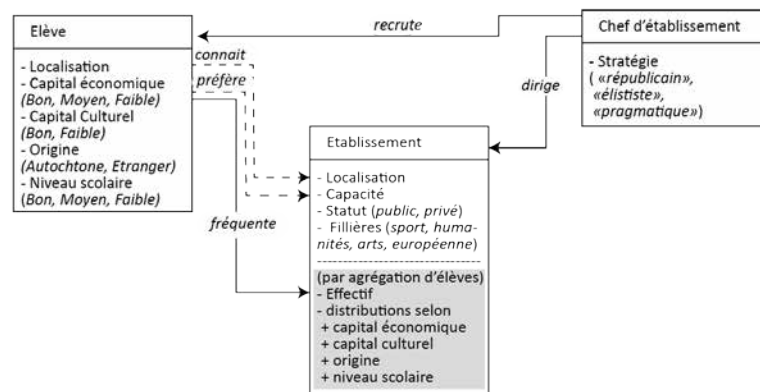 Elève
- Localisation
- Capital économique
(Bon, Moyen, Faible)
- Capital Culturel
(Bon, Faible)
- Origine
(Autochtone, Etranger)
- Niveau scolaire
(Bon, Moyen, Faible)
recrute
connait
préfère
fréquente
Chef d'établissement
- Stratégie
( «républicain»,
«élististe»,
«pragmatique»)
dirige
Etablissement
- Localisation
- Capacité
- Statut (public, privé)
- Fillières (sport, huma-
nités, arts, européenne)
(par agrégation d'élèves)
- Effectif
- distributions selon
+ capital économique
+ capital culturel
+ origine
+ niveau scolaire